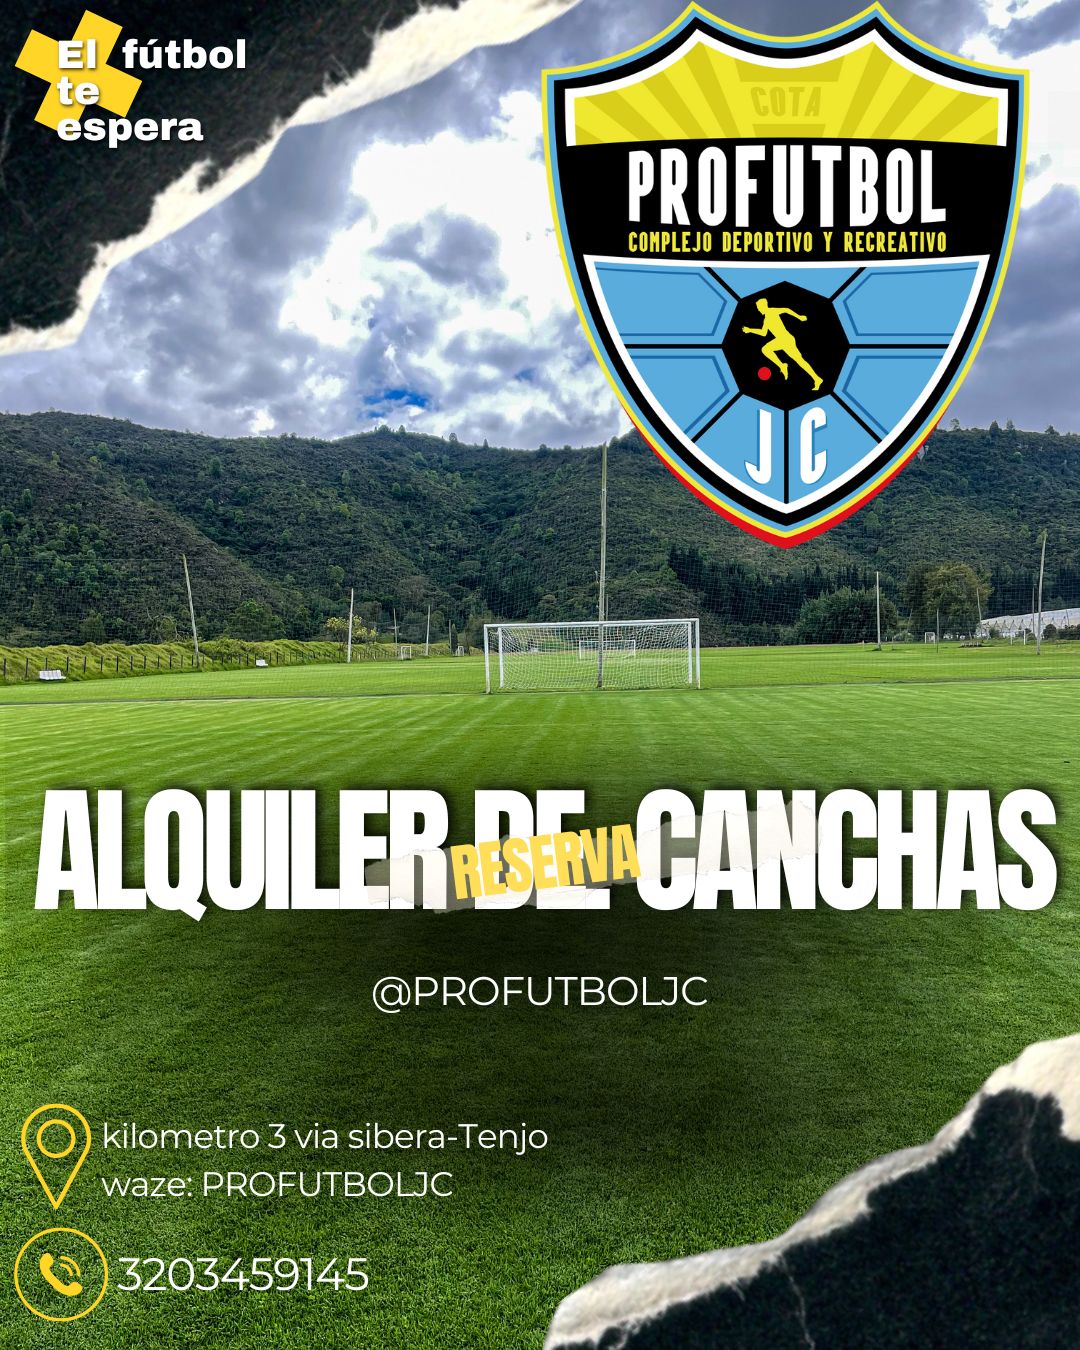 El fútbol
te
espera
COTA
PROFUTBOL
COMPLEJO DEPORTIVO Y RECREATIVO
J C
ALQUILER DE CANCHAS
RESERVA
@PROFUTBOLJC
kilometro 3 via sibera-Tenjo
waze: PROFUTBOLJC
3203459145